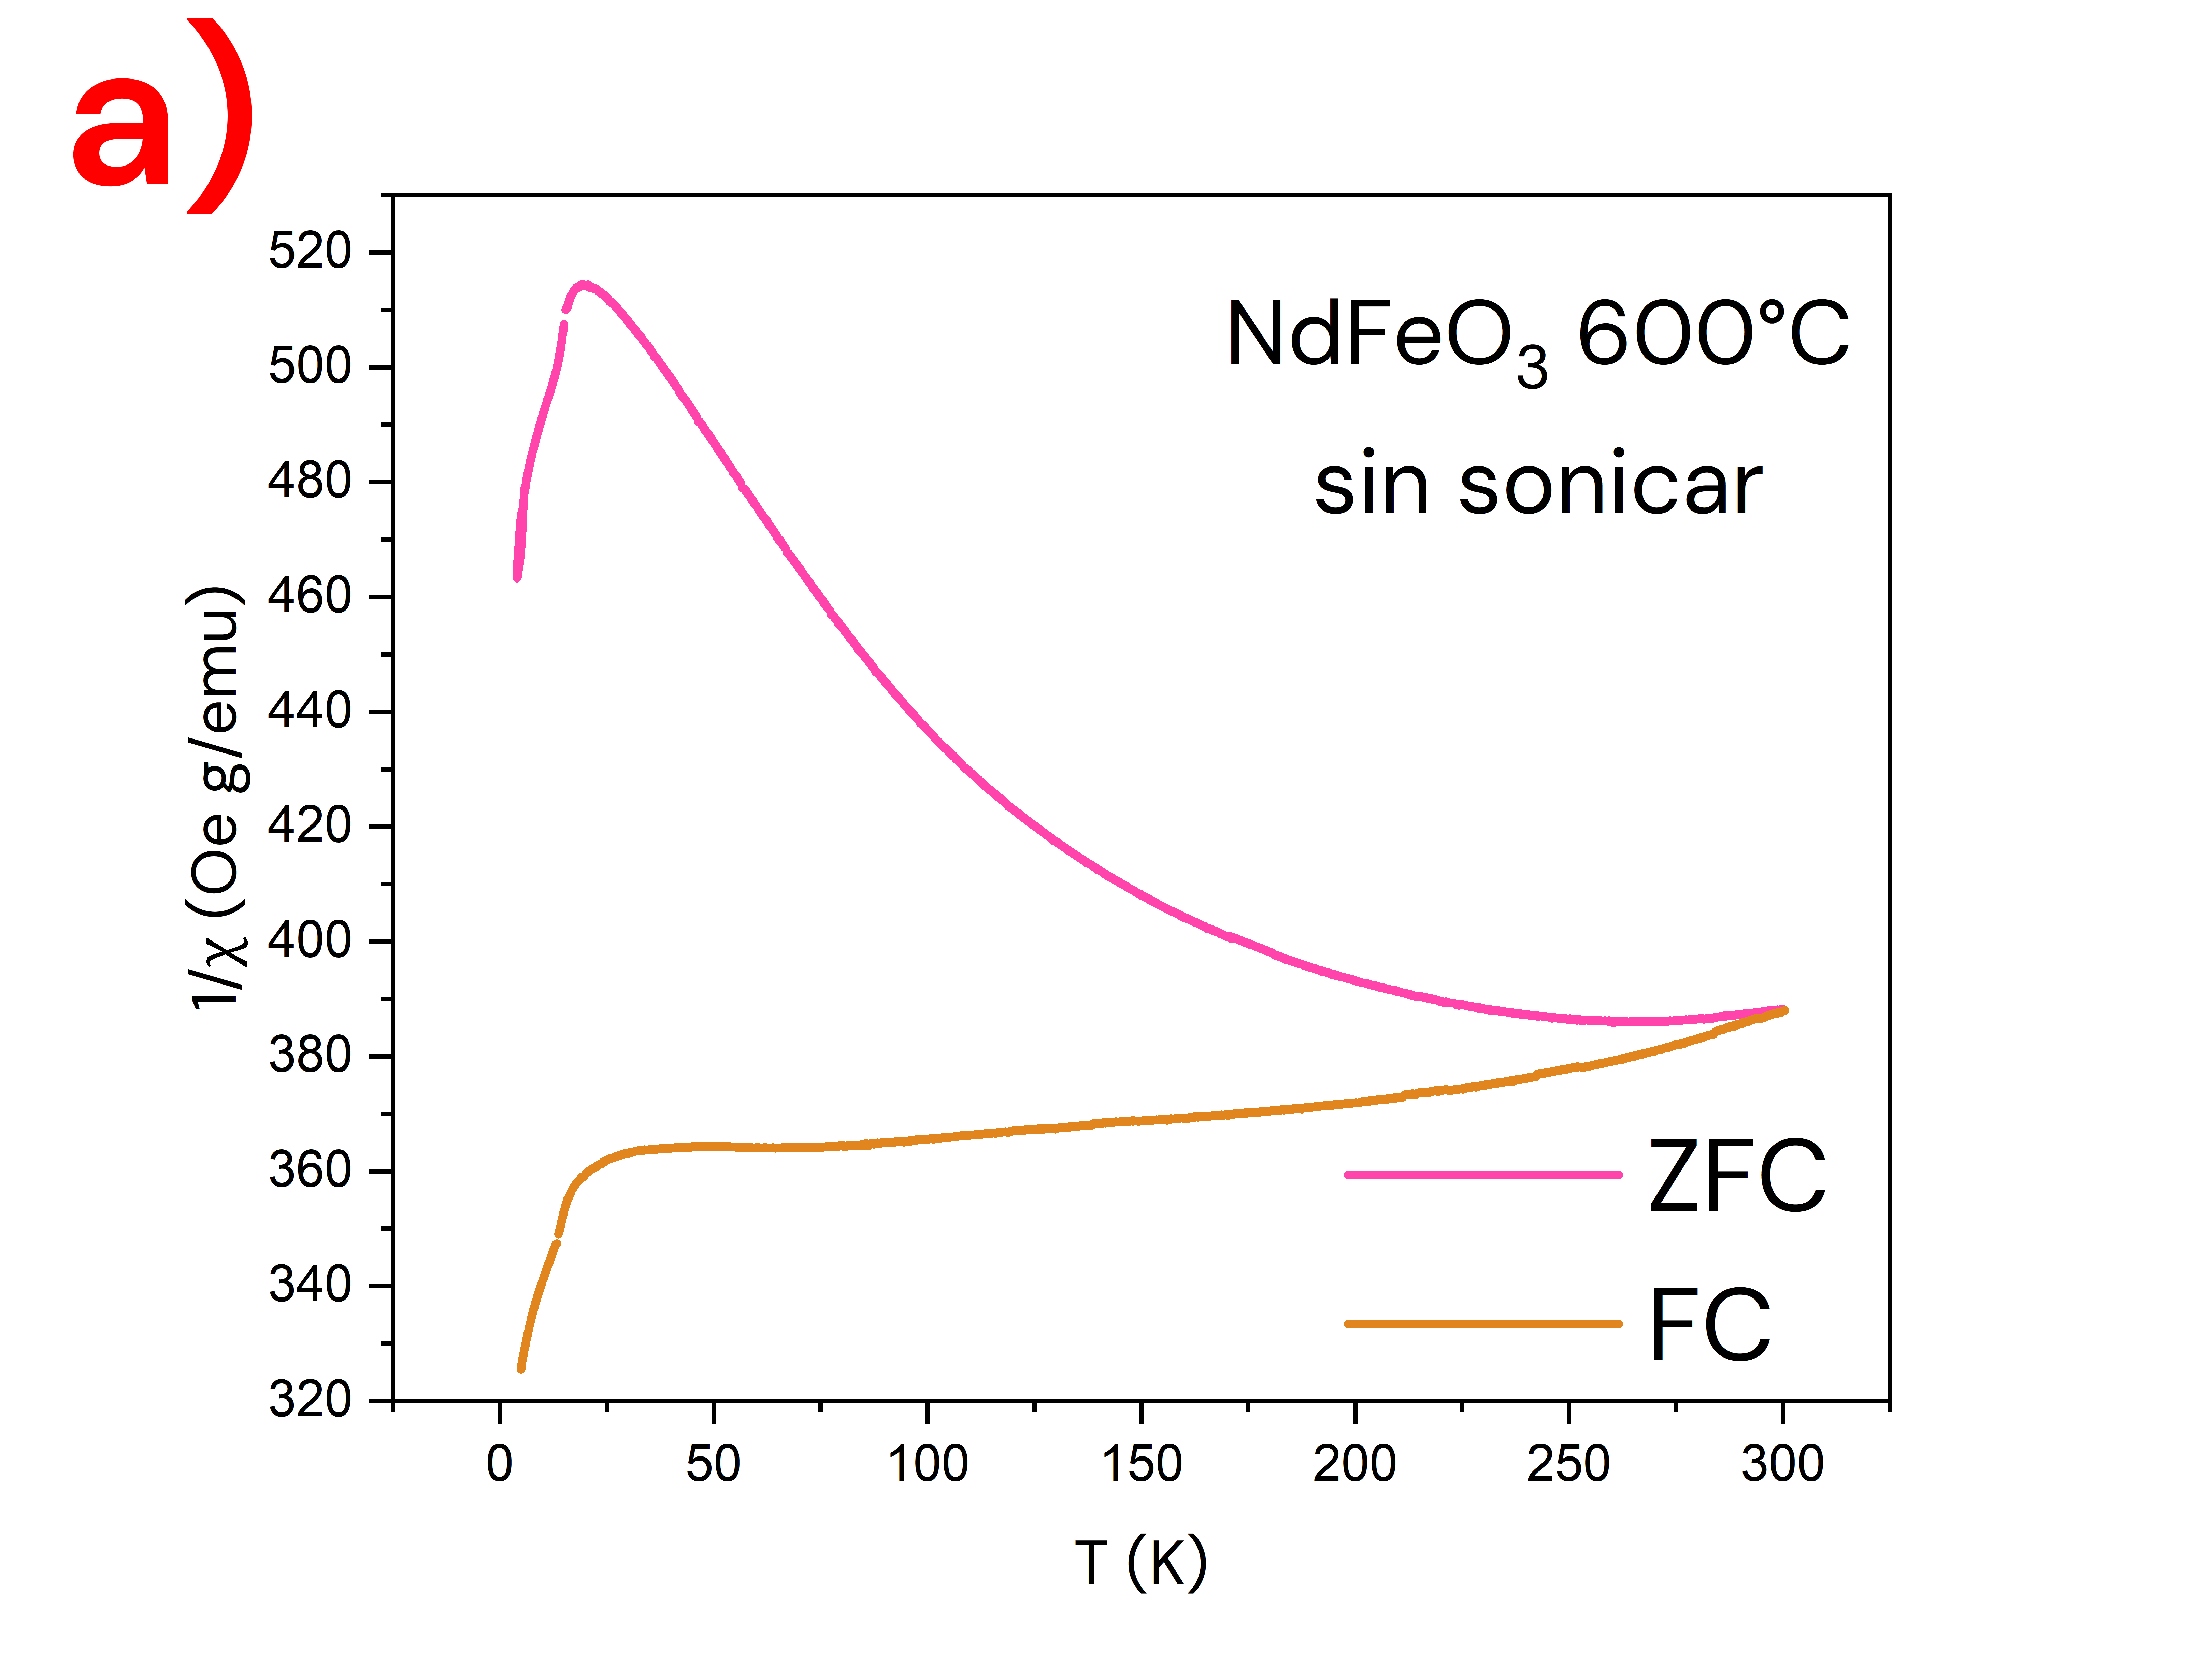 a)
NdFeO₃ 600°C
sin sonicar
1/χ (Oe g/emu)
520
500
480
460
440
420
400
380
360
340
320
ZFC
FC
0 50 100 150 200 250 300
T (K)